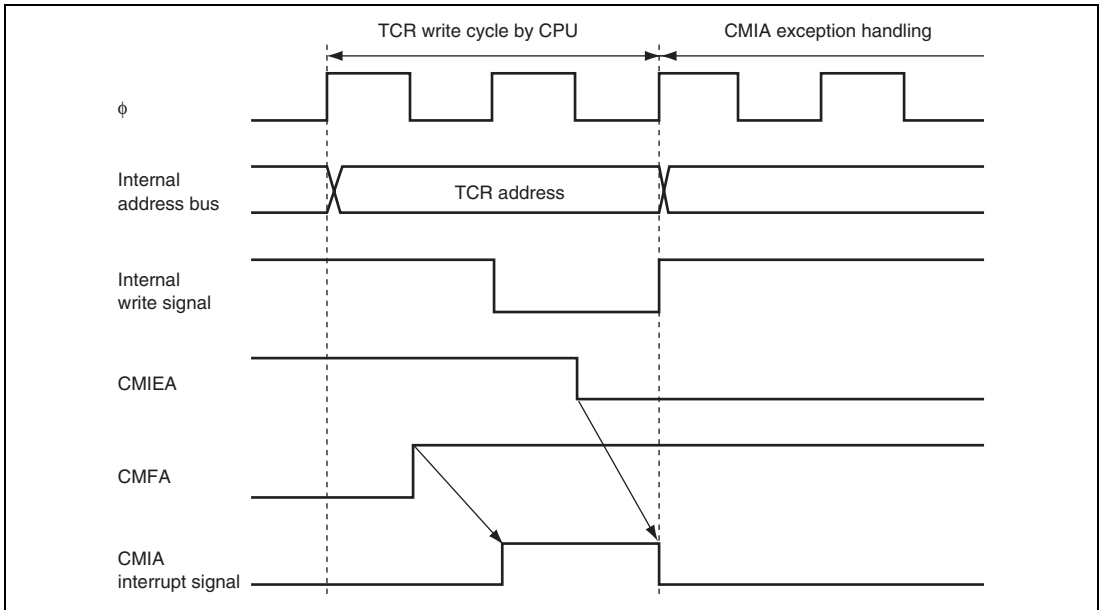 TCR write cycle by CPU
CMIA exception handling
ϕ
Internal
address bus
TCR address
Internal
write signal
CMIEA
CMFA
CMIA
interrupt signal